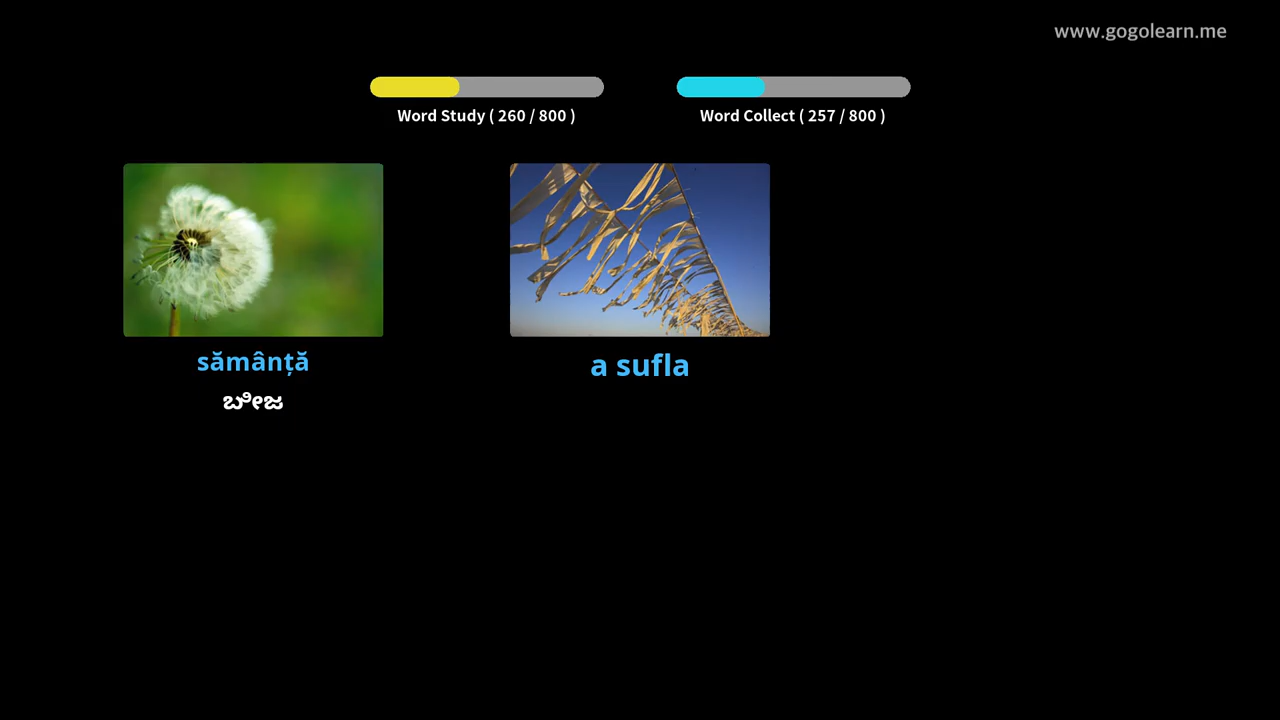 www.gogolearn.me
Word Study ( 260 / 800 )
Word Collect ( 257 / 800 )
sămânță
ಬೀಜ
a sufla